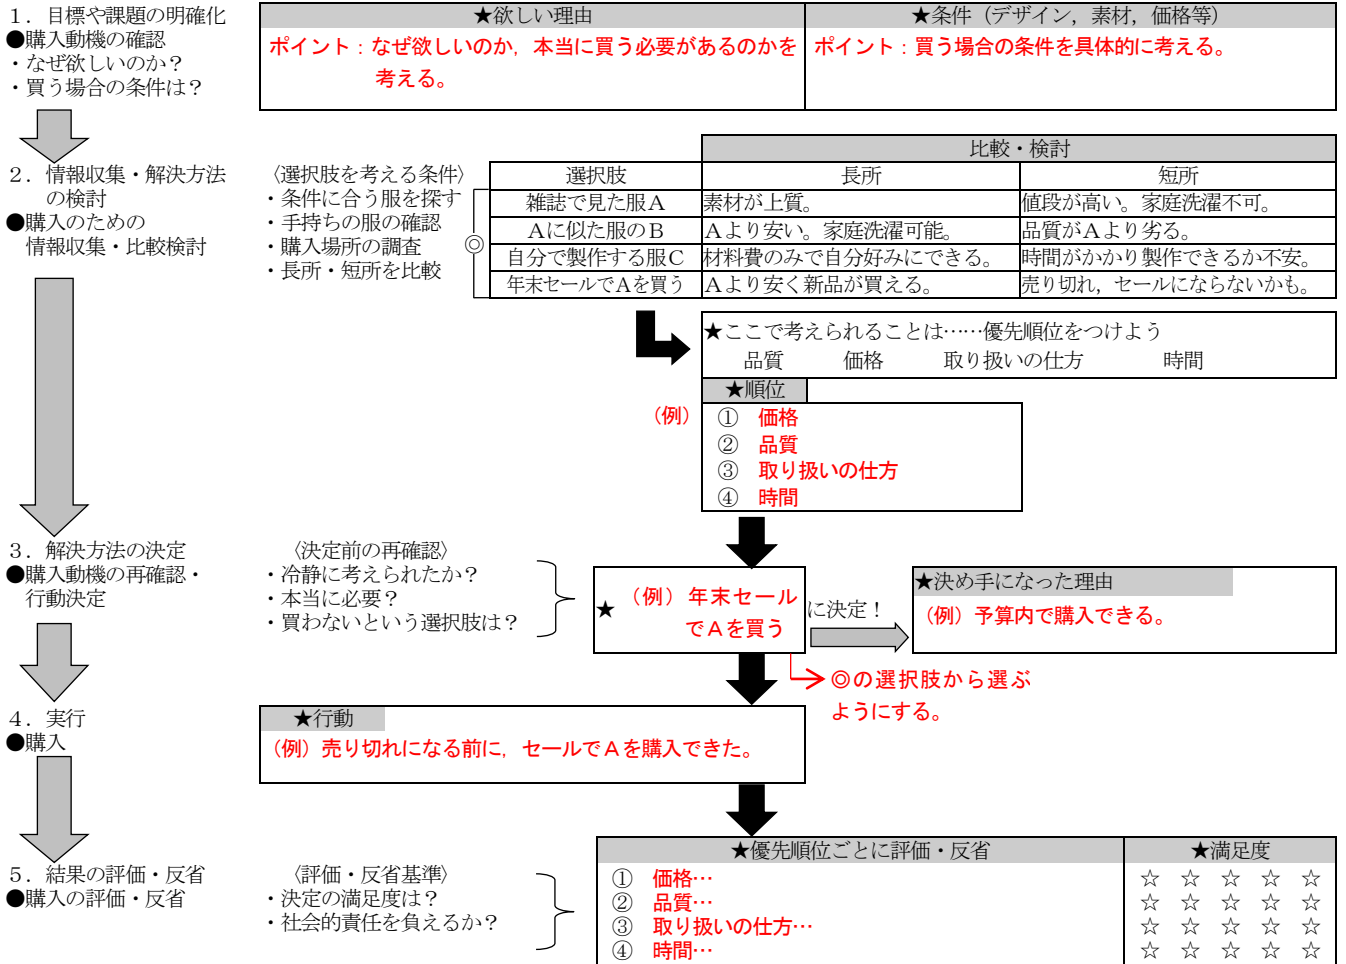 1．目標や課題の明確化
●購入動機の確認
・なぜ欲しいのか？
・買う場合の条件は？
★欲しい理由
ポイント：なぜ欲しいのか，本当に買う必要があるのかを
考える。
★条件（デザイン，素材，価格等）
ポイント：買う場合の条件を具体的に考える。
2．情報収集・解決方法
の検討
●購入のための
情報収集・比較検討
〈選択肢を考える条件〉
・条件に合う服を探す
・手持ちの服の確認
・購入場所の調査
・長所・短所を比較
◎
比較・検討
選択肢 長所 短所
雑誌で見た服A 素材が上質。 値段が高い。家庭洗濯不可。
Aに似た服のB Aより安い。家庭洗濯可能。 品質がAより劣る。
自分で製作する服C 材料費のみで自分好みにできる。 時間がかかり製作できるか不安。
年末セールでAを買う Aより安く新品が買える。 売り切れ，セールにならないかも。
★ここで考えられることは……優先順位をつけよう
品質 価格 取り扱いの仕方 時間
★順位
（例）
① 価格
② 品質
③ 取り扱いの仕方
④ 時間
3．解決方法の決定
●購入動機の再確認・
行動決定
〈決定前の再確認〉
・冷静に考えられたか？
・本当に必要？
・買わないという選択肢は？
★
（例）年末セール
でAを買う
に決定！
★決め手になった理由
（例）予算内で購入できる。
◎の選択肢から選ぶ
ようにする。
4．実行
●購入
★行動
（例）売り切れになる前に，セールでAを購入できた。
5．結果の評価・反省
●購入の評価・反省
〈評価・反省基準〉
・決定の満足度は？
・社会的責任を負えるか？
★優先順位ごとに評価・反省 ★満足度
① 価格… ☆ ☆ ☆ ☆ ☆
② 品質… ☆ ☆ ☆ ☆ ☆
③ 取り扱いの仕方… ☆ ☆ ☆ ☆ ☆
④ 時間… ☆ ☆ ☆ ☆ ☆